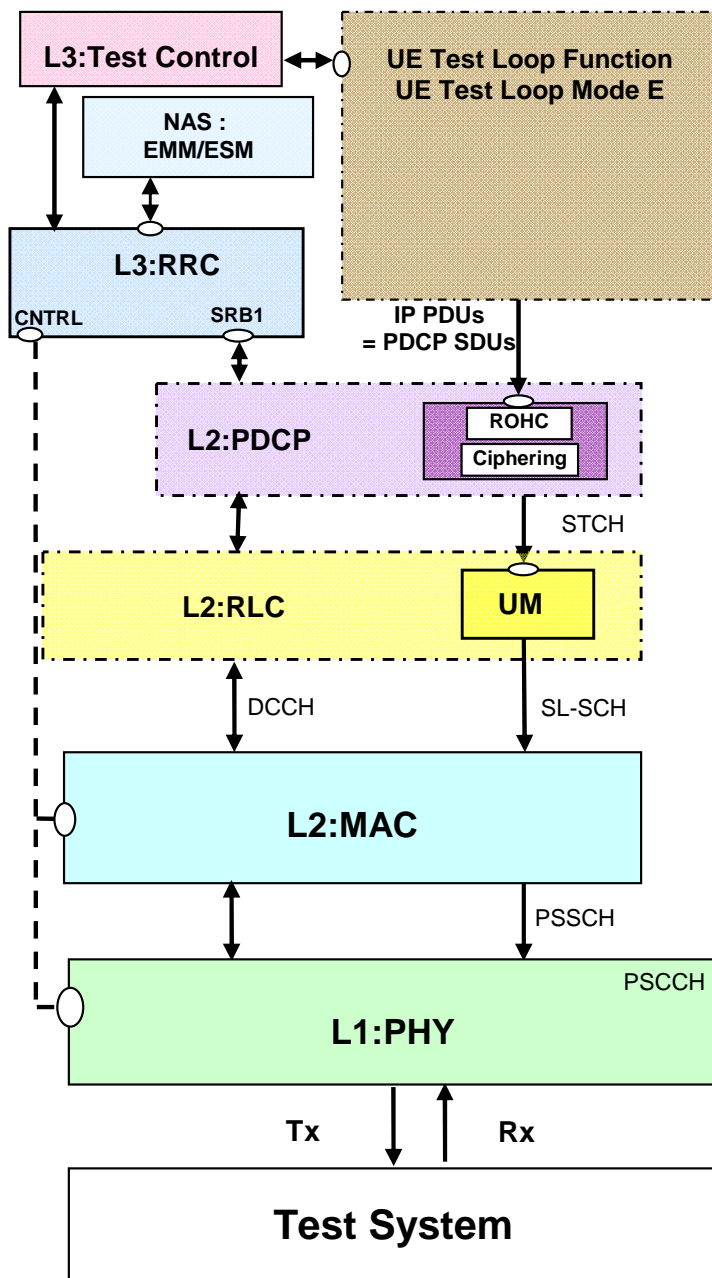 L3:Test Control
UE Test Loop Function
UE Test Loop Mode E
NAS :
EMM/ESM
L3:RRC
CNTRL
SRB1
IP PDUs
= PDCP SDUs
L2:PDCP
ROHC
Ciphering
STCH
L2:RLC
UM
DCCH
SL-SCH
L2:MAC
PSSCH
PSCCH
L1:PHY
Tx
Rx
Test System